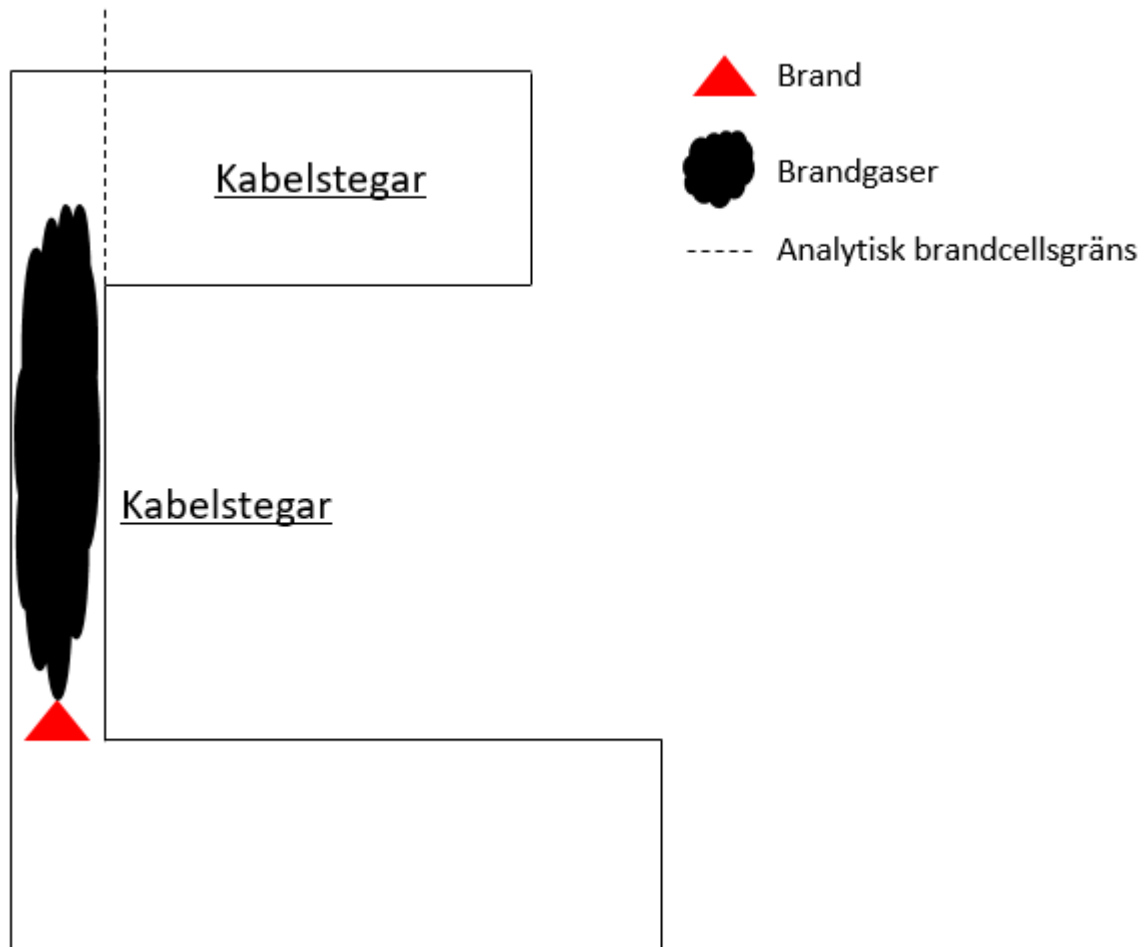 Brand
Kabelstegar
Brandgaser
Analytisk brandcellsgräns
Kabelstegar